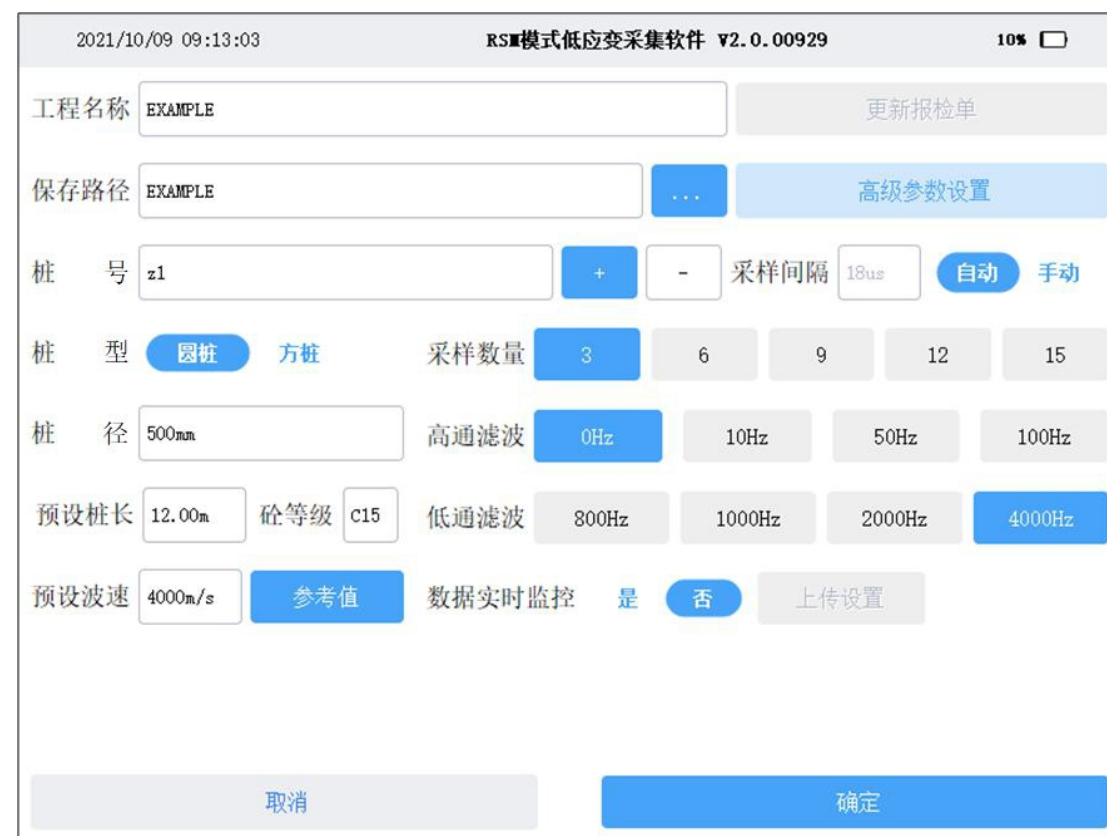 2021/10/09 09:13:03 RSM模式低应变采集软件 V2.0.00929 10%
工程名称 EXAMPLE 更新报检单
保存路径 EXAMPLE ... 高级参数设置
桩 号 z1 + - 采样间隔 18us 自动 手动
桩 型 圆桩 方桩 采样数量 3 6 9 12 15
桩 径 500mm 高通滤波 0Hz 10Hz 50Hz 100Hz
预设桩长 12.00m 砼等级 C15 低通滤波 800Hz 1000Hz 2000Hz 4000Hz
预设波速 4000m/s 参考值 数据实时监控 是 否 上传设置
取消 确定